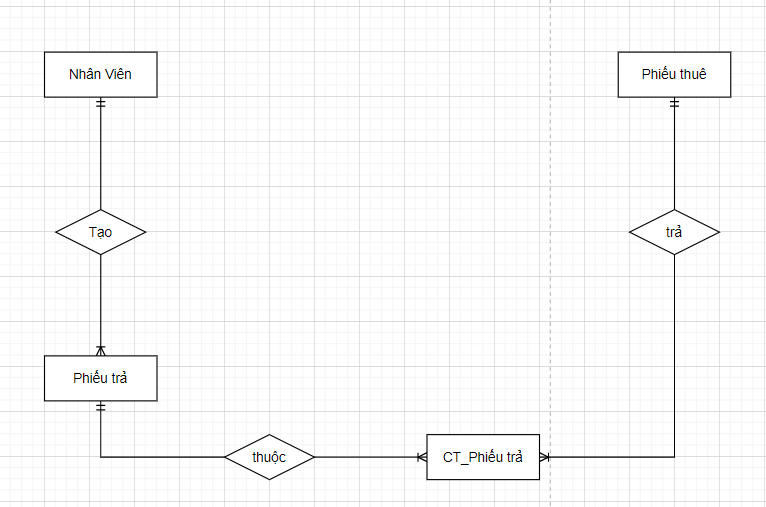 Nhân Viên
Phiếu thuê
Tạo
trả
Phiếu trả
thuộc
CT_Phiếu trả